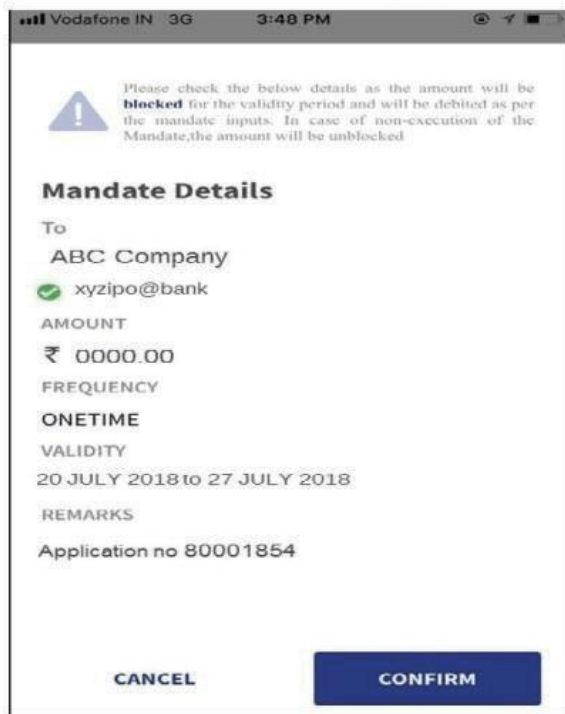 Vodafone IN 3G 3:48 PM
Please check the below details as the amount will be
blocked for the validity period and will be debited as per
the mandate inputs. In case of non-execution of the
Mandate,the amount will be unblocked
Mandate Details
To
ABC Company
xyzipo@bank
AMOUNT
₹ 0000.00
FREQUENCY
ONETIME
VALIDITY
20 JULY 2018 to 27 JULY 2018
REMARKS
Application no 80001854
CANCEL CONFIRM